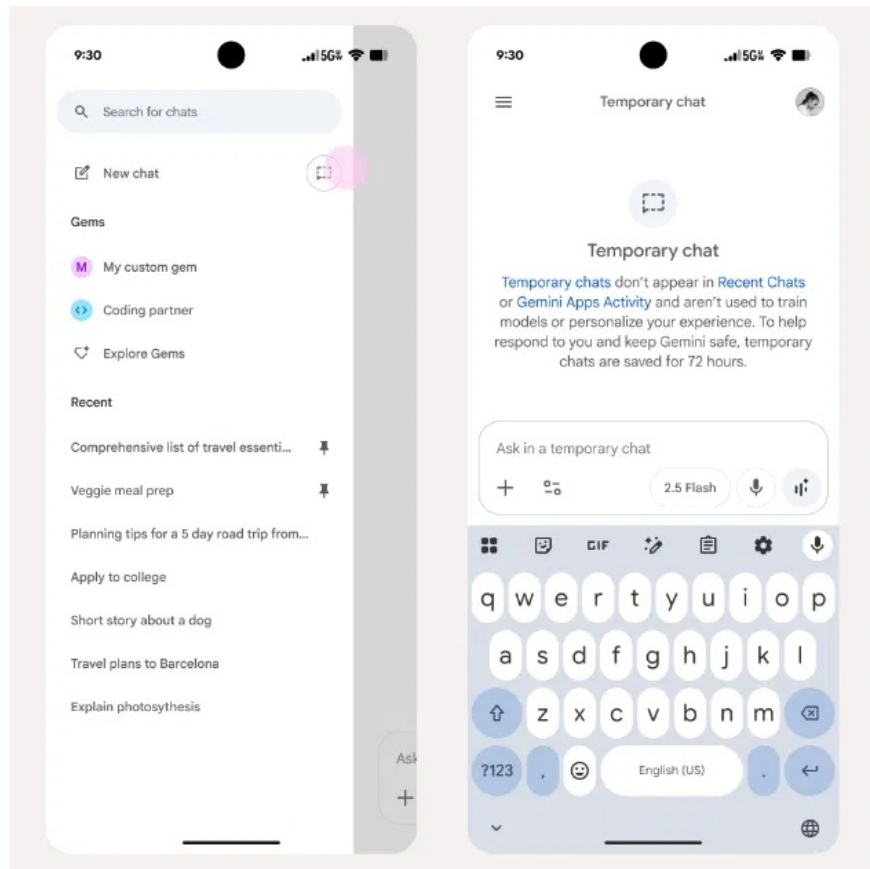 9:30
5G
Search for chats
New chat
Gems
M My custom gem
<> Coding partner
Explore Gems
Recent
Comprehensive list of travel essenti...
Veggie meal prep
Planning tips for a 5 day road trip from...
Apply to college
Short story about a dog
Travel plans to Barcelona
Explain photosythesis
Ask
9:30
5G
Temporary chat
Temporary chat
Temporary chats don't appear in Recent Chats
or Gemini Apps Activity and aren't used to train
models or personalize your experience. To help
respond to you and keep Gemini safe, temporary
chats are saved for 72 hours.
Ask in a temporary chat
2.5 Flash
GIF
q w e r t y u i o p
a s d f g h j k l
z x c v b n m
?123 , English (US) .